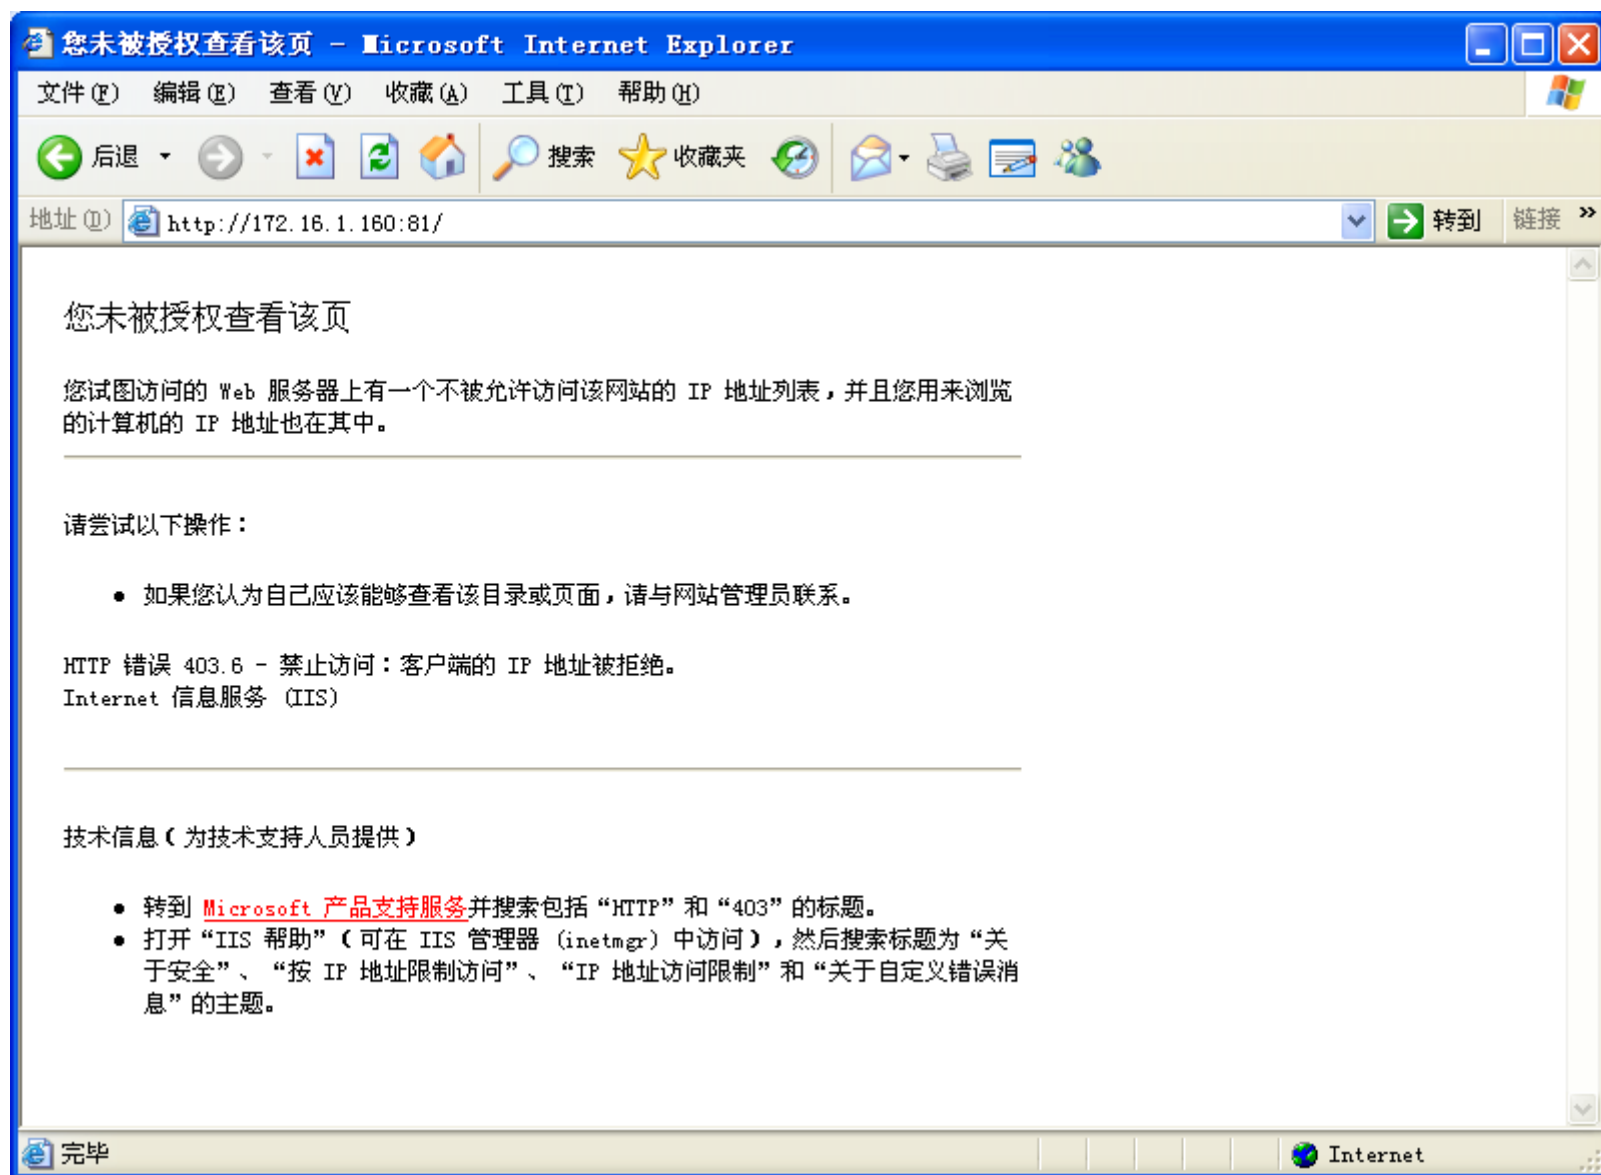 您未被授权查看该页 - Microsoft Internet Explorer
文件(F) 编辑(E) 查看(V) 收藏(A) 工具(T) 帮助(H)
后退 搜索 收藏夹
地址(D) http://172.16.1.160:81/ 转到 链接 »
您未被授权查看该页
您试图访问的 Web 服务器上有一个不被允许访问该网站的 IP 地址列表，并且您用来浏览
的计算机的 IP 地址也在其中。
请尝试以下操作：
● 如果您认为自己应该能够查看该目录或页面，请与网站管理员联系。
HTTP 错误 403.6 - 禁止访问：客户端的 IP 地址被拒绝。
Internet 信息服务 (IIS)
技术信息（为技术支持人员提供）
● 转到 Microsoft 产品支持服务并搜索包括“HTTP”和“403”的标题。
● 打开“IIS 帮助”（可在 IIS 管理器 (inetmgr) 中访问），然后搜索标题为“关
于安全”、“按 IP 地址限制访问”、“IP 地址访问限制”和“关于自定义错误消
息”的主题。
完毕 Internet